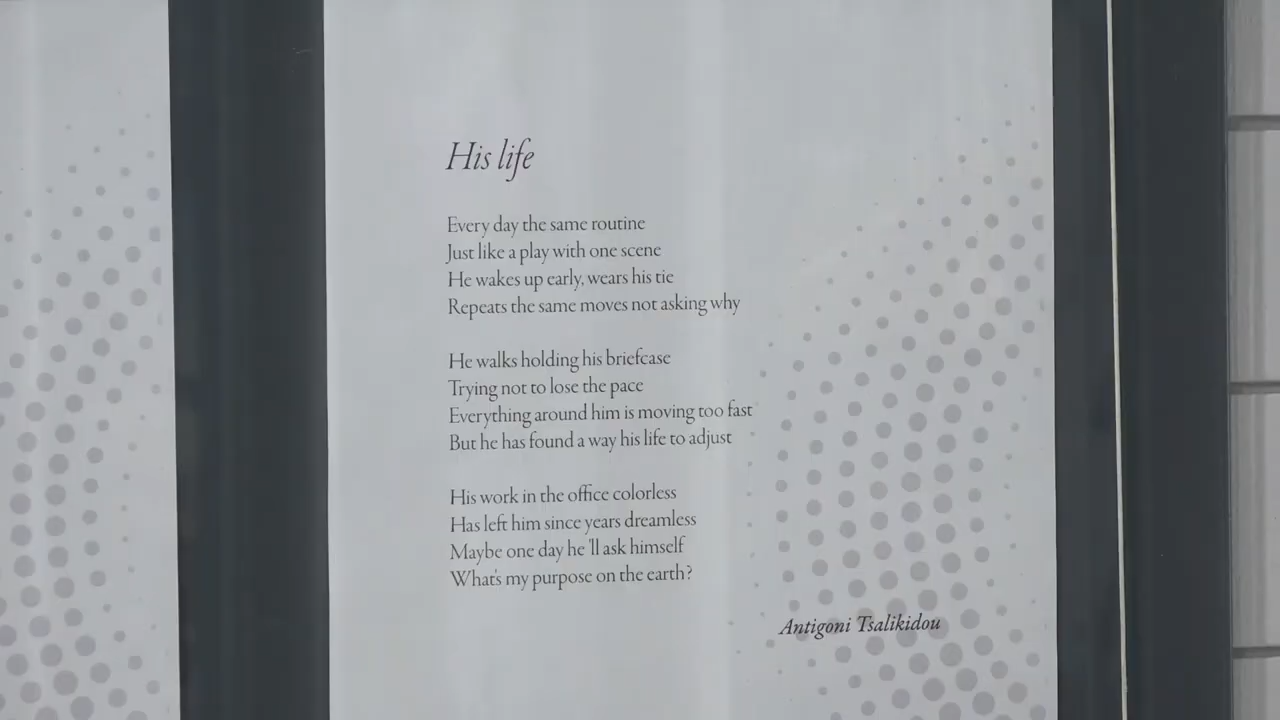 His life
Every day the same routine
Just like a play with one scene
He wakes up early, wears his tie
Repeats the same moves not asking why
He walks holding his briefcase
Trying not to lose the pace
Everything around him is moving too fast
But he has found a way his life to adjust
His work in the office colorless
Has left him since years dreamless
Maybe one day he 'll ask himself
What's my purpose on the earth?
Antigoni Tsalikidou